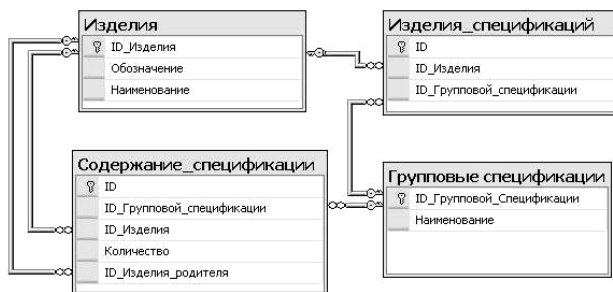 Изделия
ID_Изделия
Обозначение
Наименование
Изделия_спецификаций
ID
ID_Изделия
ID_Групповой_спецификации
Содержание_спецификации
ID
ID_Групповой_спецификации
ID_Изделия
Количество
ID_Изделия_родителя
Групповые спецификации
ID_Групповой_Спецификации
Наименование